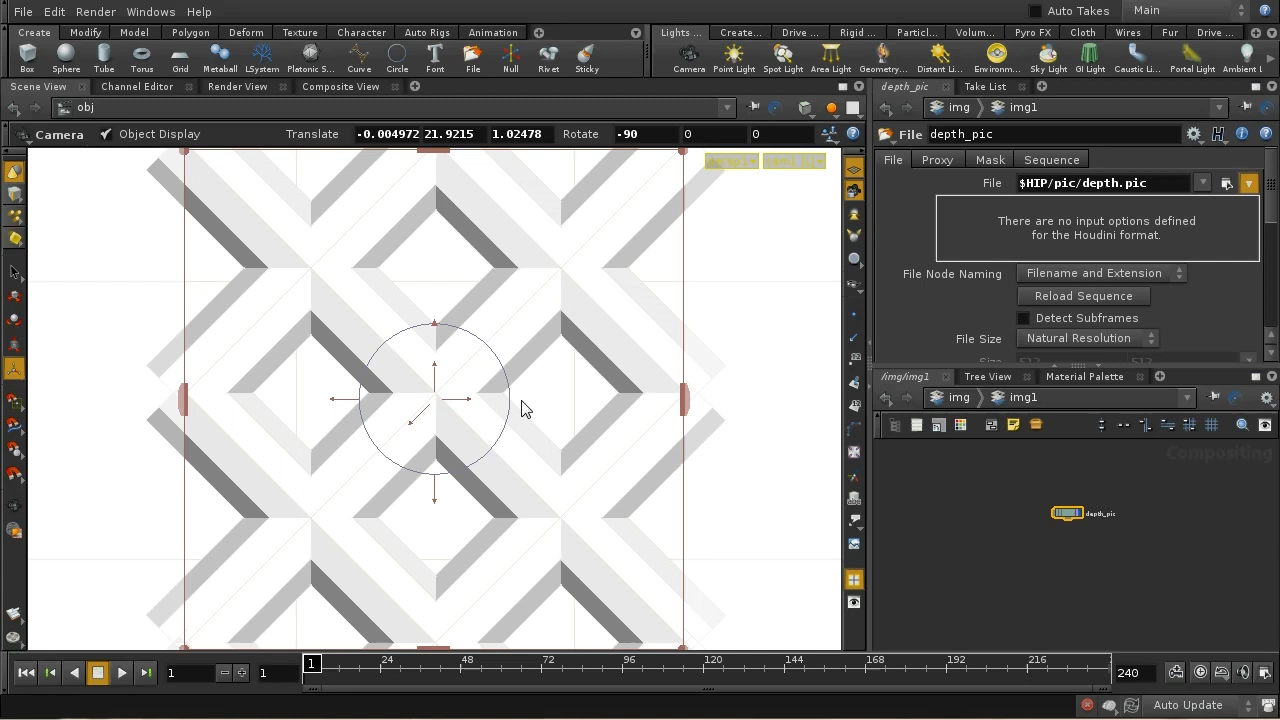 File Edit Render Windows Help
Auto Takes Main
Create Modify Model Polygon Deform Texture Character Auto Rigs Animation
Lights ... Create... Drive ... Rigid ... Particl... Volum... Pyro FX Cloth Wires Fur Drive ...
Box Sphere Tube Torus Grid Metaball LSystem Platonic S... Curve Circle Font File Null Rivet Sticky
Camera Point Light Spot Light Area Light Geometry... Distant Li... Environm... Sky Light GI Light Caustic Li... Portal Light Ambient L
Scene View Channel Editor Render View Composite View
depth_pic Take List
obj
img img1
Camera Object Display Translate -0.004972 21.9215 1.02478 Rotate -90 0 0
File depth_pic
File Proxy Mask Sequence
File $HIP/pic/depth.pic
There are no input options defined
for the Houdini format.
File Node Naming Filename and Extension
Reload Sequence
Detect Subframes
File Size Natural Resolution
/img/img1 Tree View Material Palette
img img1
Compositing
depth_pic
1 1 1 24 48 72 96 120 144 168 192 216 240
Auto Update